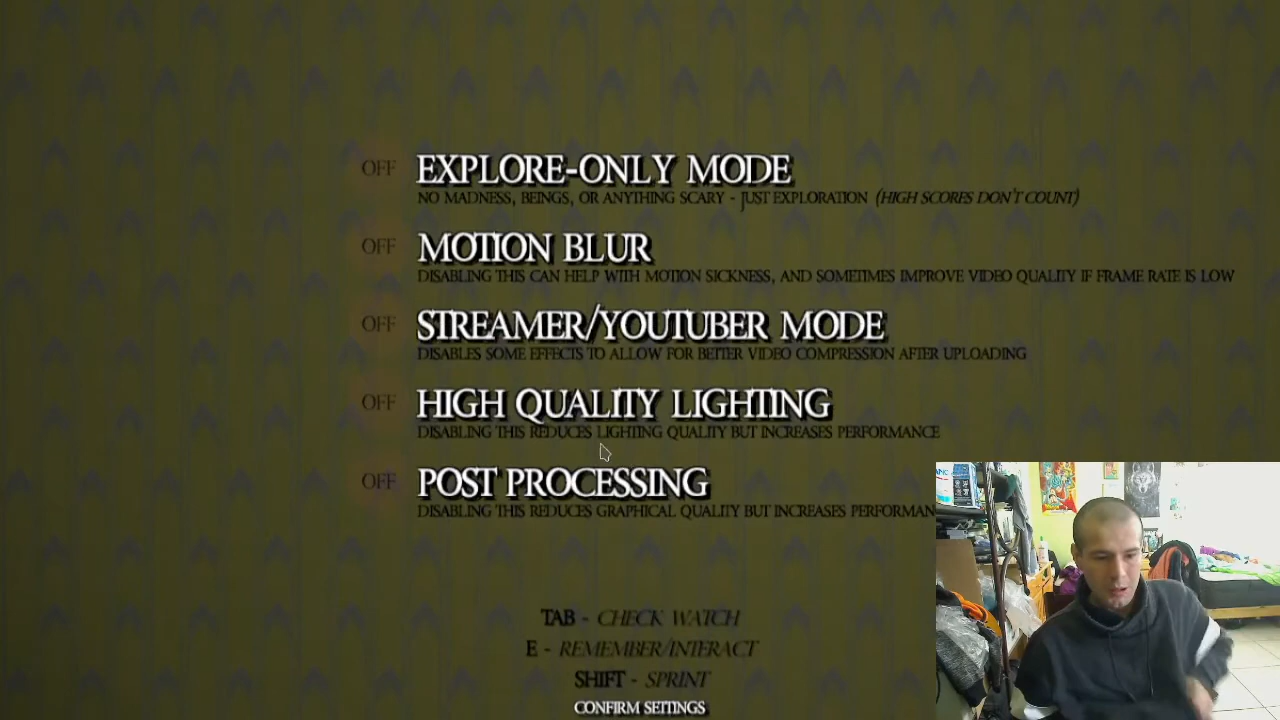 OFF EXPLORE-ONLY MODE
NO MADNESS, BEINGS, OR ANYTHING SCARY - JUST EXPLORATION (HIGH SCORES DON'T COUNT)
OFF MOTION BLUR
DISABLING THIS CAN HELP WITH MOTION SICKNESS, AND SOMETIMES IMPROVE VIDEO QUALITY IF FRAME RATE IS LOW
OFF STREAMER/YOUTUBER MODE
DISABLES SOME EFFECTS TO ALLOW FOR BETTER VIDEO COMPRESSION AFTER UPLOADING
OFF HIGH QUALITY LIGHTING
DISABLING THIS REDUCES LIGHTING QUALITY BUT INCREASES PERFORMANCE
OFF POST PROCESSING
DISABLING THIS REDUCES GRAPHICAL QUALITY BUT INCREASES PERFORMAN
TAB - CHECK WATCH
E - REMEMBER/INTERACT
SHIFT - SPRINT
CONFIRM SETTINGS